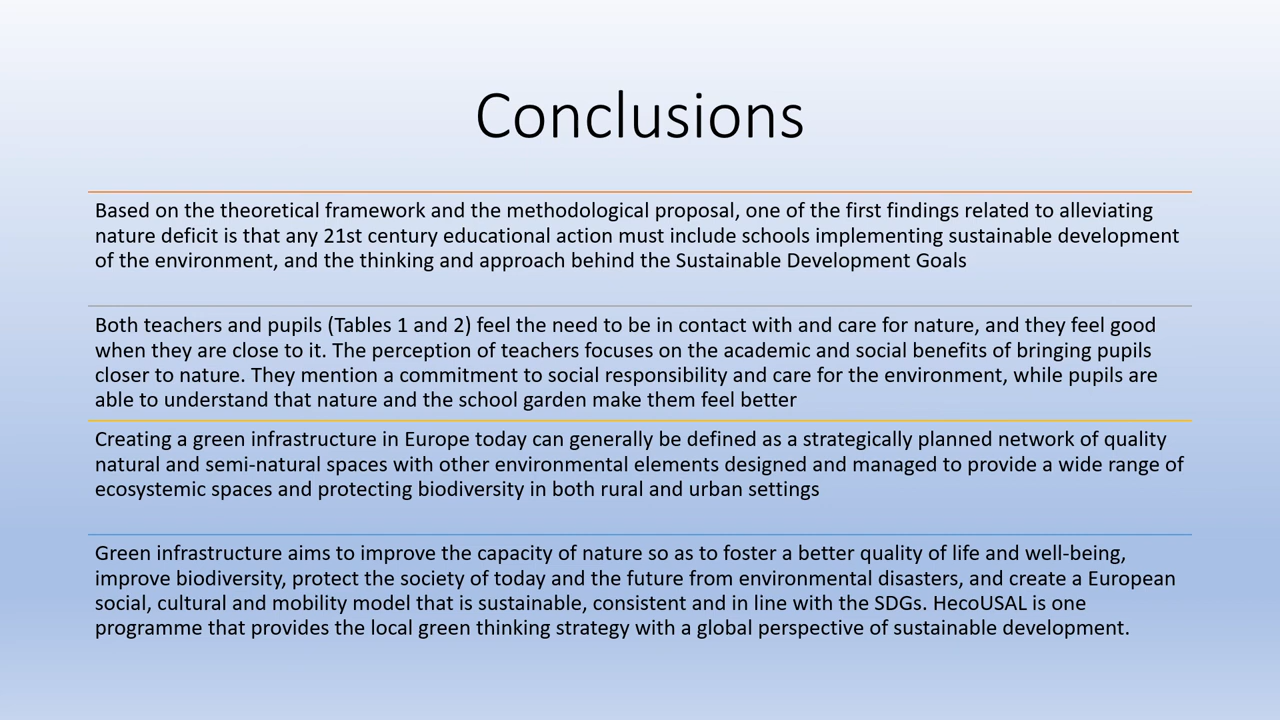 Conclusions
Based on the theoretical framework and the methodological proposal, one of the first findings related to alleviating
nature deficit is that any 21st century educational action must include schools implementing sustainable development
of the environment, and the thinking and approach behind the Sustainable Development Goals
Both teachers and pupils (Tables 1 and 2) feel the need to be in contact with and care for nature, and they feel good
when they are close to it. The perception of teachers focuses on the academic and social benefits of bringing pupils
closer to nature. They mention a commitment to social responsibility and care for the environment, while pupils are
able to understand that nature and the school garden make them feel better
Creating a green infrastructure in Europe today can generally be defined as a strategically planned network of quality
natural and semi-natural spaces with other environmental elements designed and managed to provide a wide range of
ecosystemic spaces and protecting biodiversity in both rural and urban settings
Green infrastructure aims to improve the capacity of nature so as to foster a better quality of life and well-being,
improve biodiversity, protect the society of today and the future from environmental disasters, and create a European
social, cultural and mobility model that is sustainable, consistent and in line with the SDGs. HecoUSAL is one
programme that provides the local green thinking strategy with a global perspective of sustainable development.